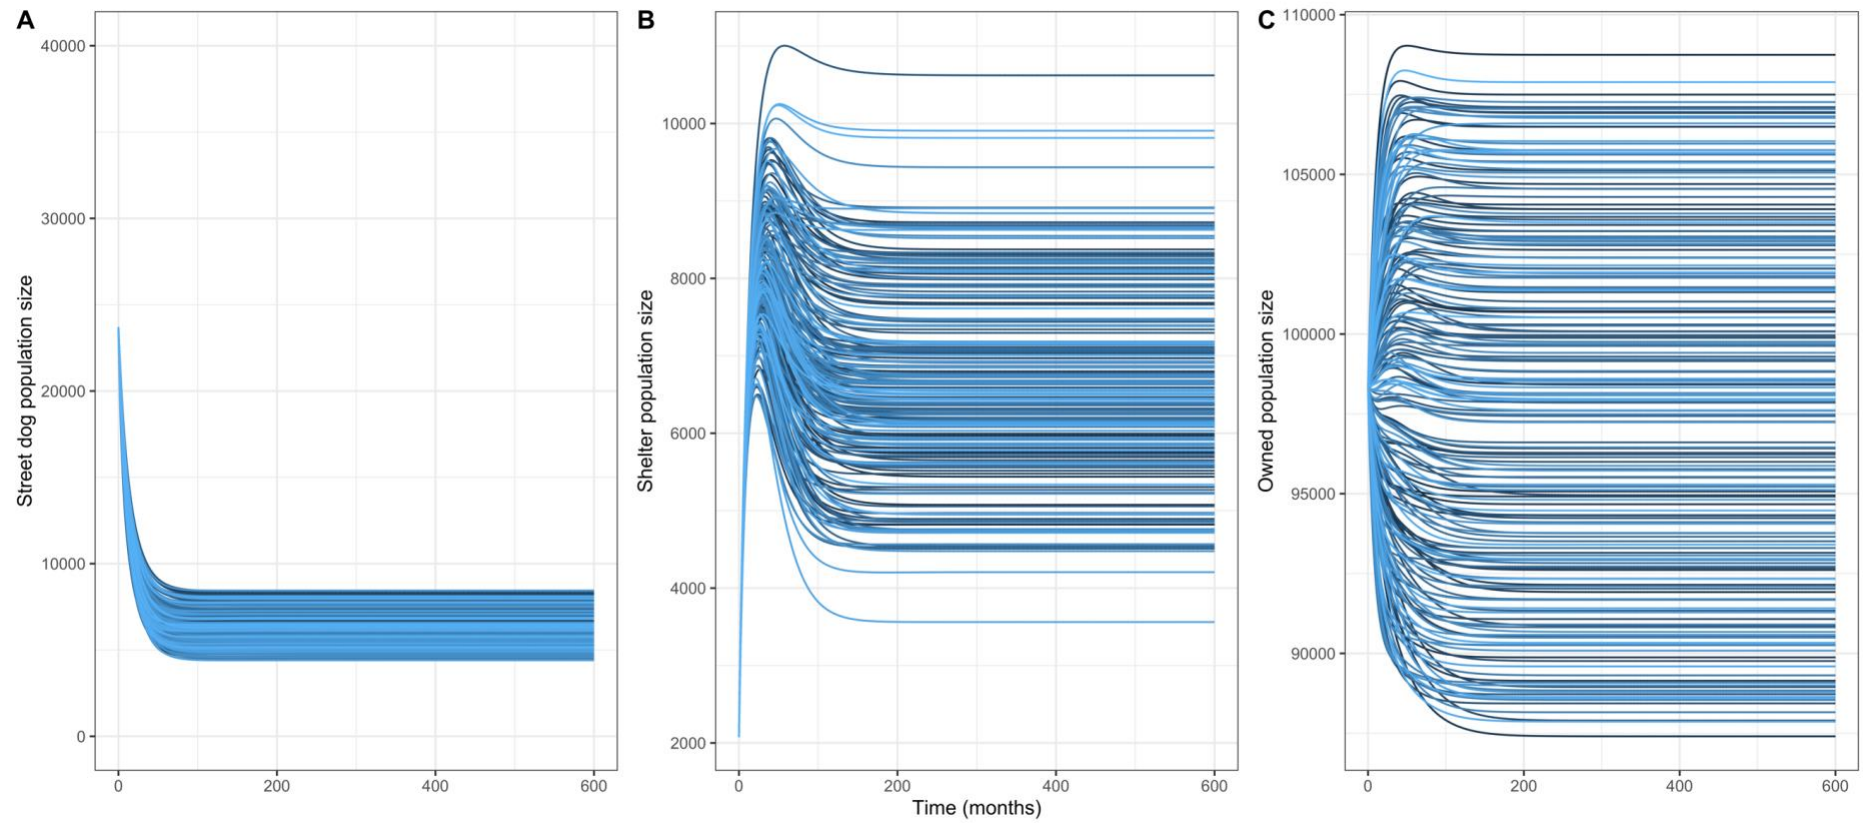 A
Street dog population size
40000
30000
20000
10000
0
0 200 400 600
B
Shelter population size
10000
8000
6000
4000
2000
0 200 400 600
Time (months)
C
Owned population size
110000
105000
100000
95000
90000
0 200 400 600